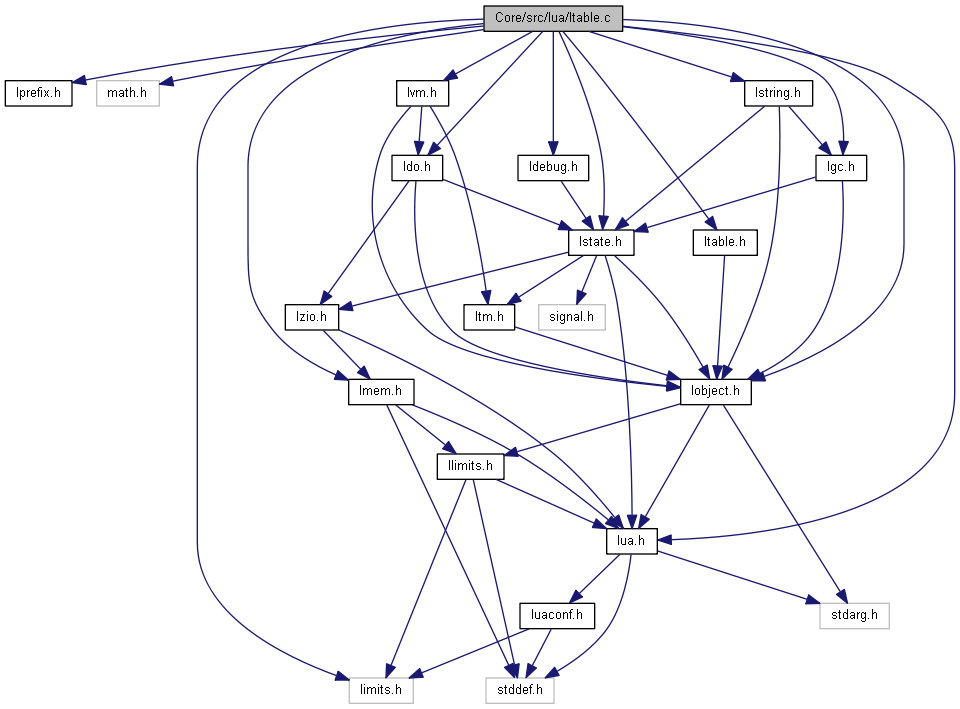 Core/src/lua/ltable.c
lprefix.h
math.h
lvm.h
lstring.h
ldo.h
ldebug.h
lgc.h
lstate.h
ltable.h
lzio.h
ltm.h
signal.h
lmem.h
lobject.h
llimits.h
lua.h
luaconf.h
stdarg.h
limits.h
stddef.h